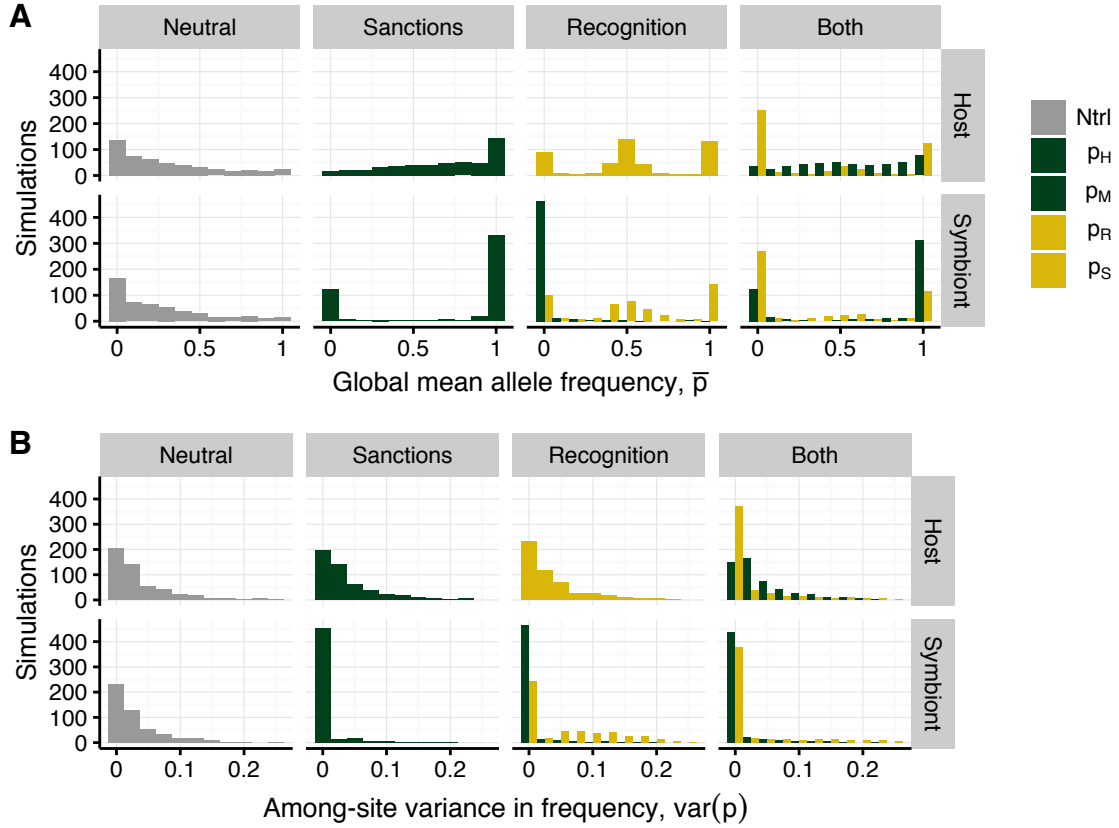 A
Neutral Sanctions Recognition Both
Simulations
400
300
200
100
0
Host
400
300
200
100
0
Symbiont
0 0.5 1 0 0.5 1 0 0.5 1 0 0.5 1
Global mean allele frequency, p̅
Ntrl
pH
pM
pR
pS
B
Neutral Sanctions Recognition Both
Simulations
400
300
200
100
0
Host
Simulations
400
300
200
100
0
Symbiont
0 0.1 0.2 0 0.1 0.2 0 0.1 0.2 0 0.1 0.2
Among-site variance in frequency, var(p)